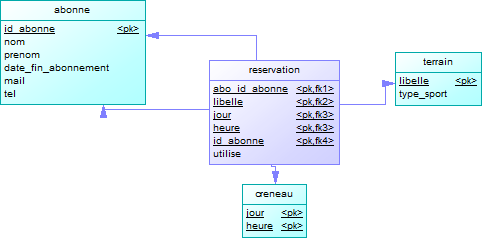 abonne
id_abonne <pk>
nom
prenom
date_fin_abonnement
mail
tel
reservation
abo_id_abonne <pk,fk1>
libelle <pk,fk2>
jour <pk,fk3>
heure <pk,fk3>
id_abonne <pk,fk4>
utilise
terrain
libelle <pk>
type_sport
creneau
jour <pk>
heure <pk>